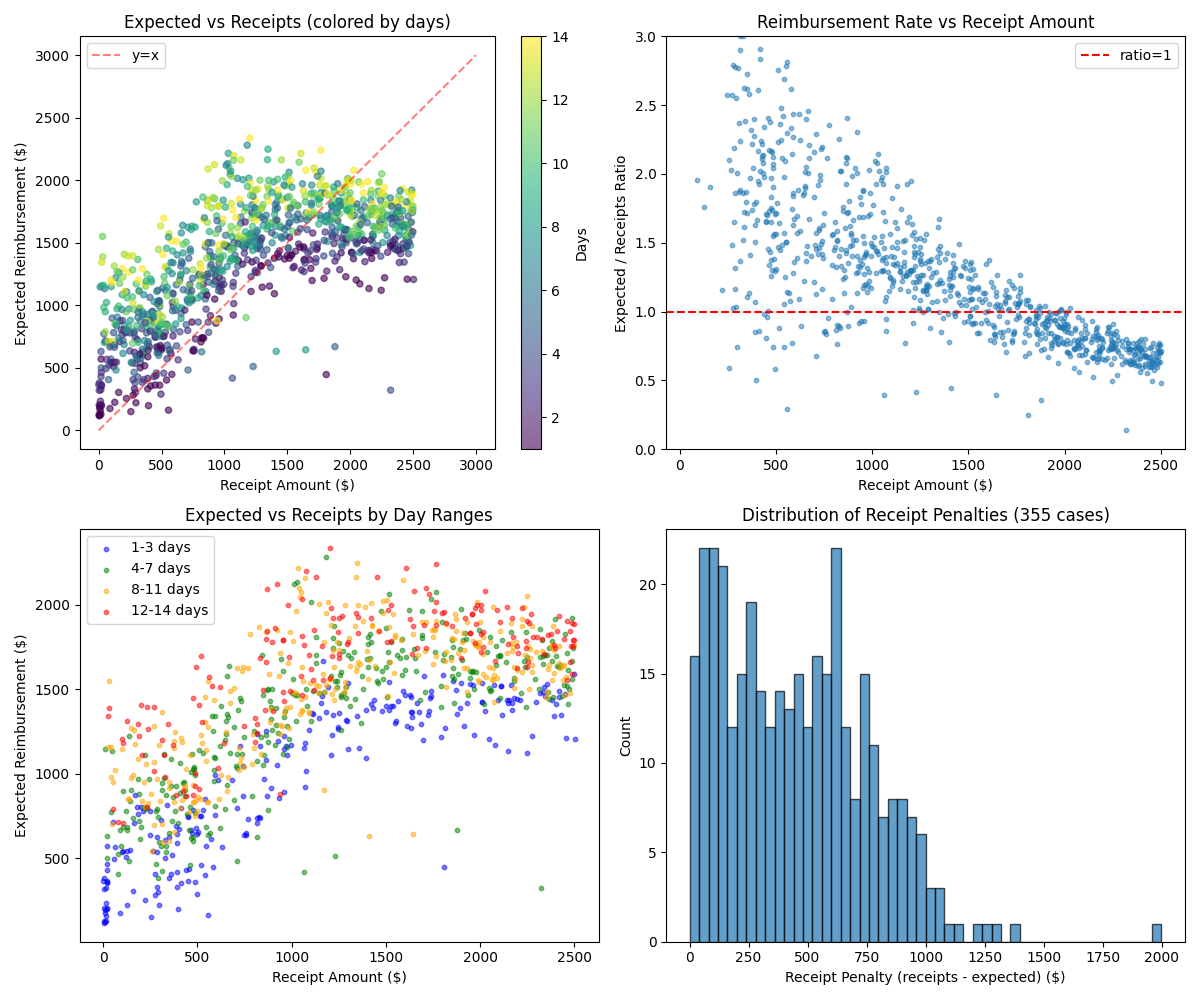 Expected vs Receipts (colored by days)
y=x
Expected Reimbursement ($)
3000
2500
2000
1500
1000
500
0
0 500 1000 1500 2000 2500 3000
Receipt Amount ($)
14
12
10
8
6
4
2
Days
Reimbursement Rate vs Receipt Amount
ratio=1
Expected / Receipts Ratio
3.0
2.5
2.0
1.5
1.0
0.5
0.0
0 500 1000 1500 2000 2500
Receipt Amount ($)
Expected vs Receipts by Day Ranges
1-3 days
4-7 days
8-11 days
12-14 days
Expected Reimbursement ($)
2000
1500
1000
500
0 500 1000 1500 2000 2500
Receipt Amount ($)
Distribution of Receipt Penalties (355 cases)
Count
20
15
10
5
0
0 250 500 750 1000 1250 1500 1750 2000
Receipt Penalty (receipts - expected) ($)